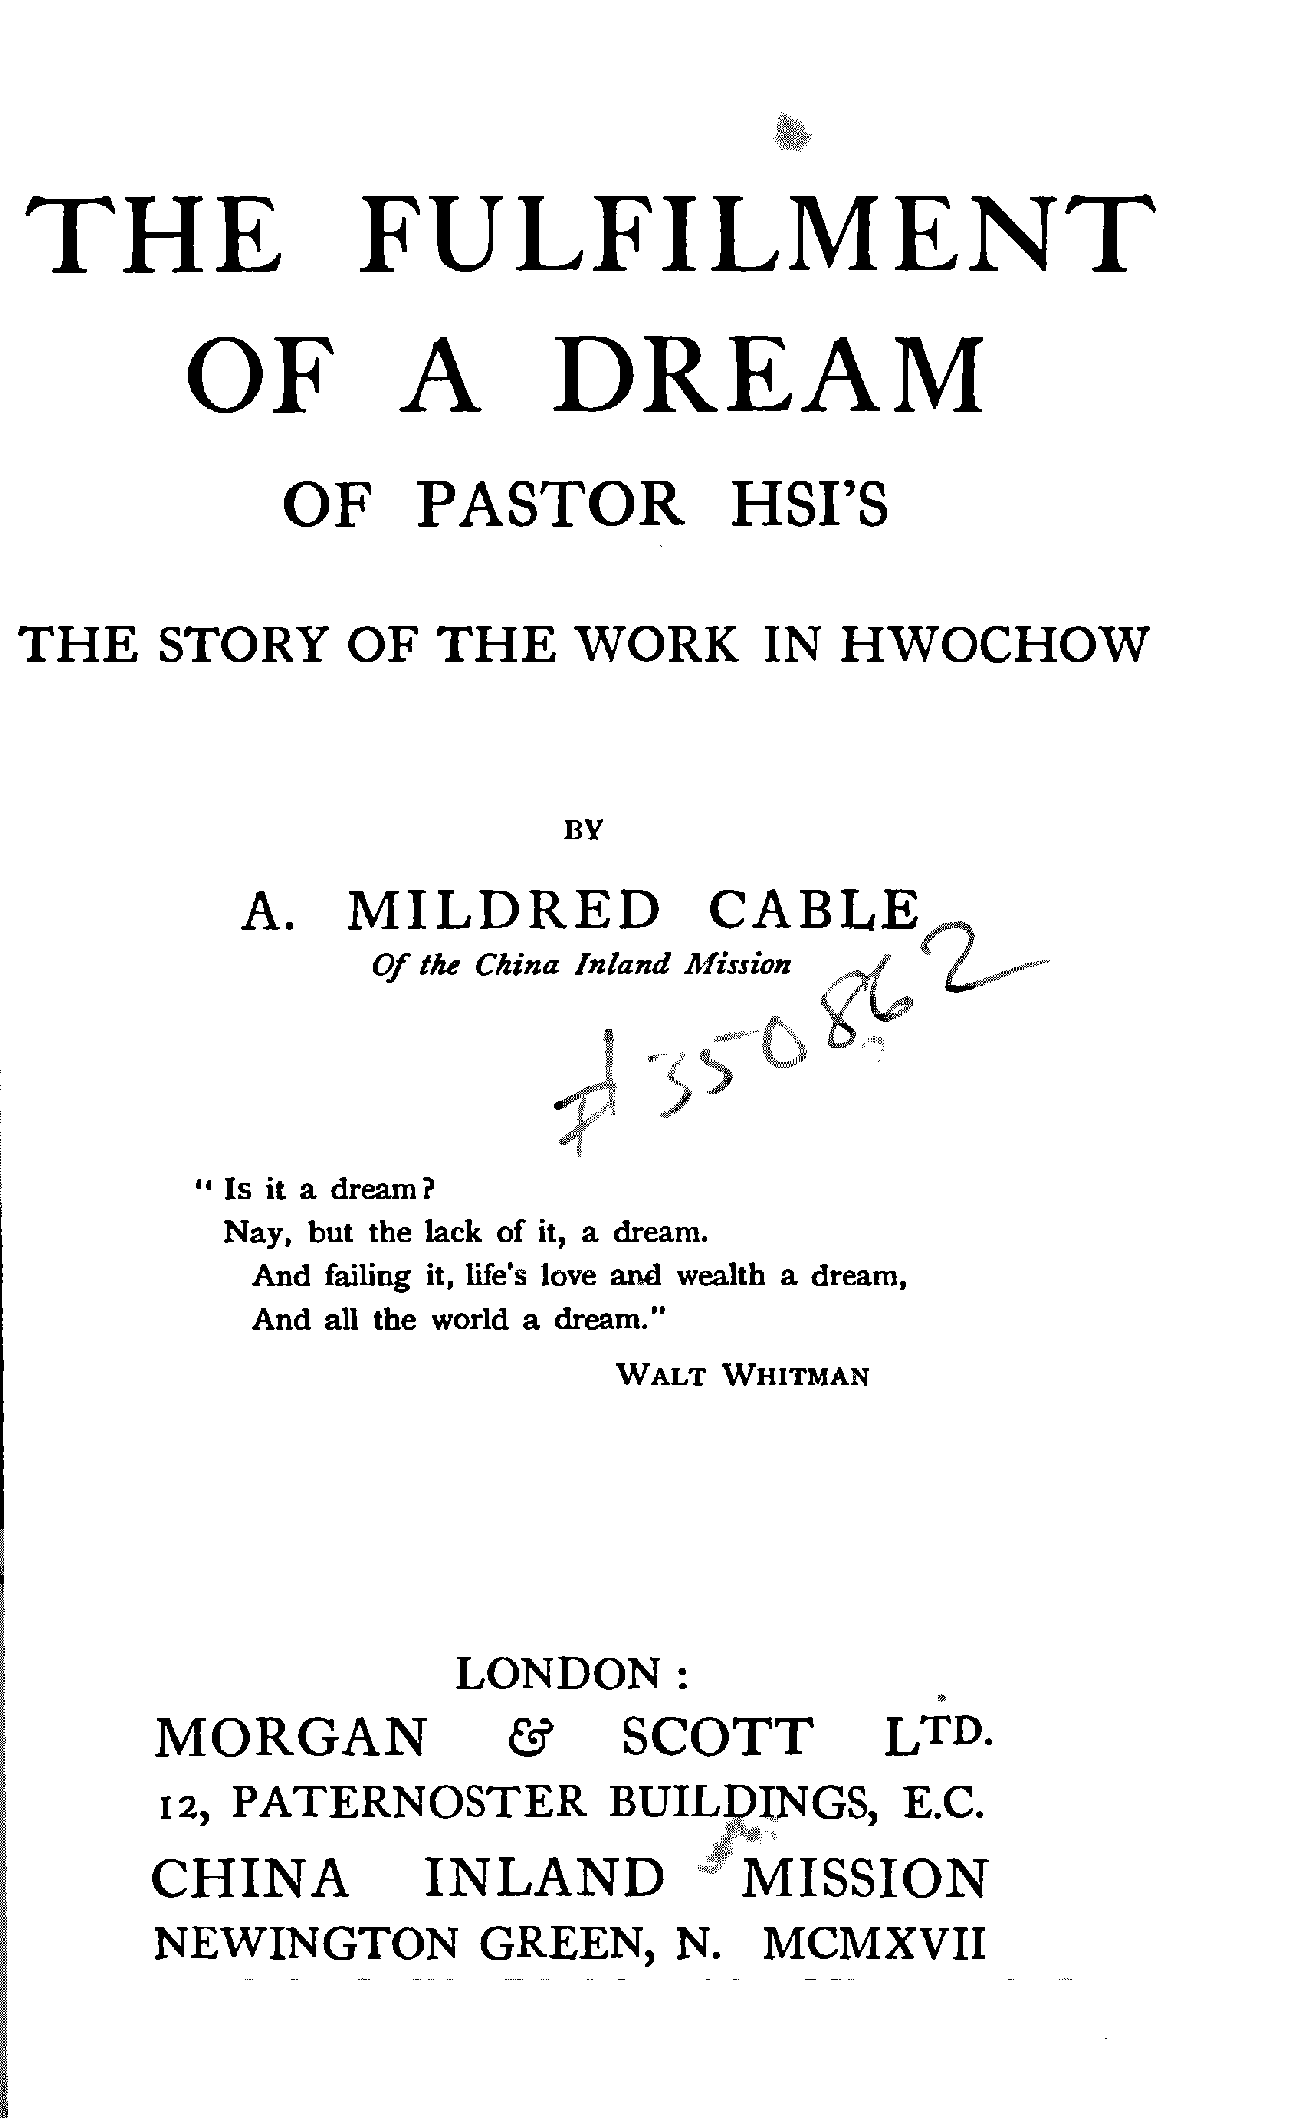 THE FULFILMENT
OF A DREAM
OF PASTOR HSI'S
THE STORY OF THE WORK IN HWOCHOW
BY
A. MILDRED CABLE
Of the China Inland Mission
#350862
" Is it a dream?
Nay, but the lack of it, a dream.
And failing it, life's love and wealth a dream,
And all the world a dream."
WALT WHITMAN
LONDON :
MORGAN & SCOTT LTD.
12, PATERNOSTER BUILDINGS, E.C.
CHINA INLAND MISSION
NEWINGTON GREEN, N. MCMXVII